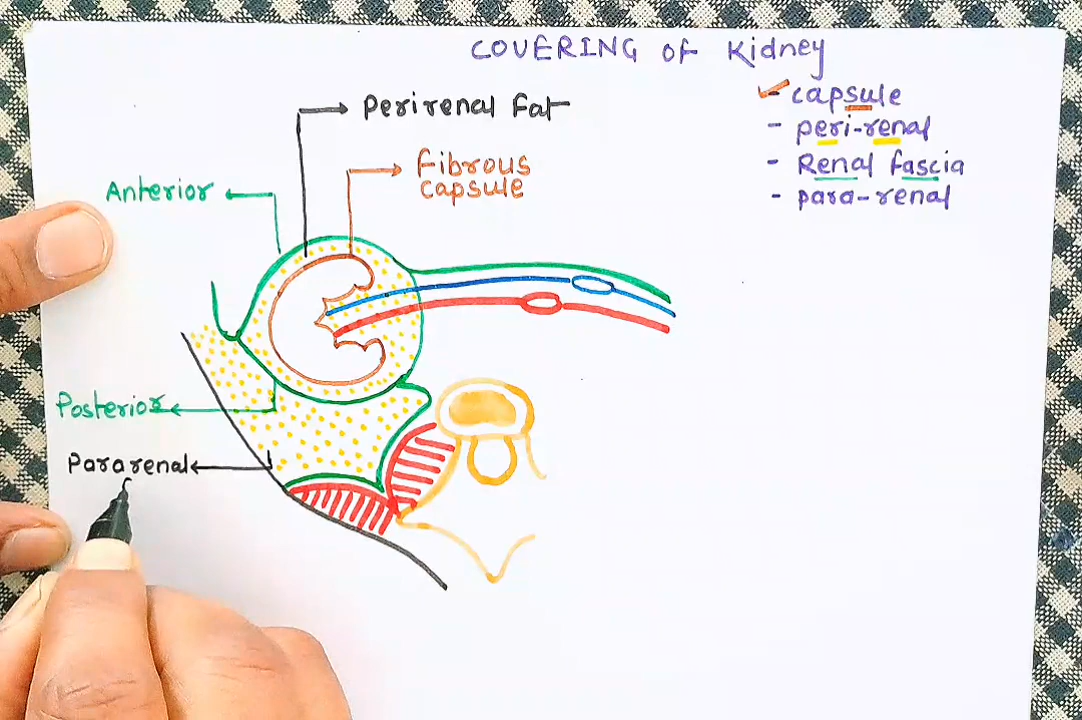 COVERING OF Kidney
- capsule
- peri-renal
- Renal fascia
- para-renal
Perirenal Fat
Fibrous
capsule
Anterior
Posterior
Pararenal